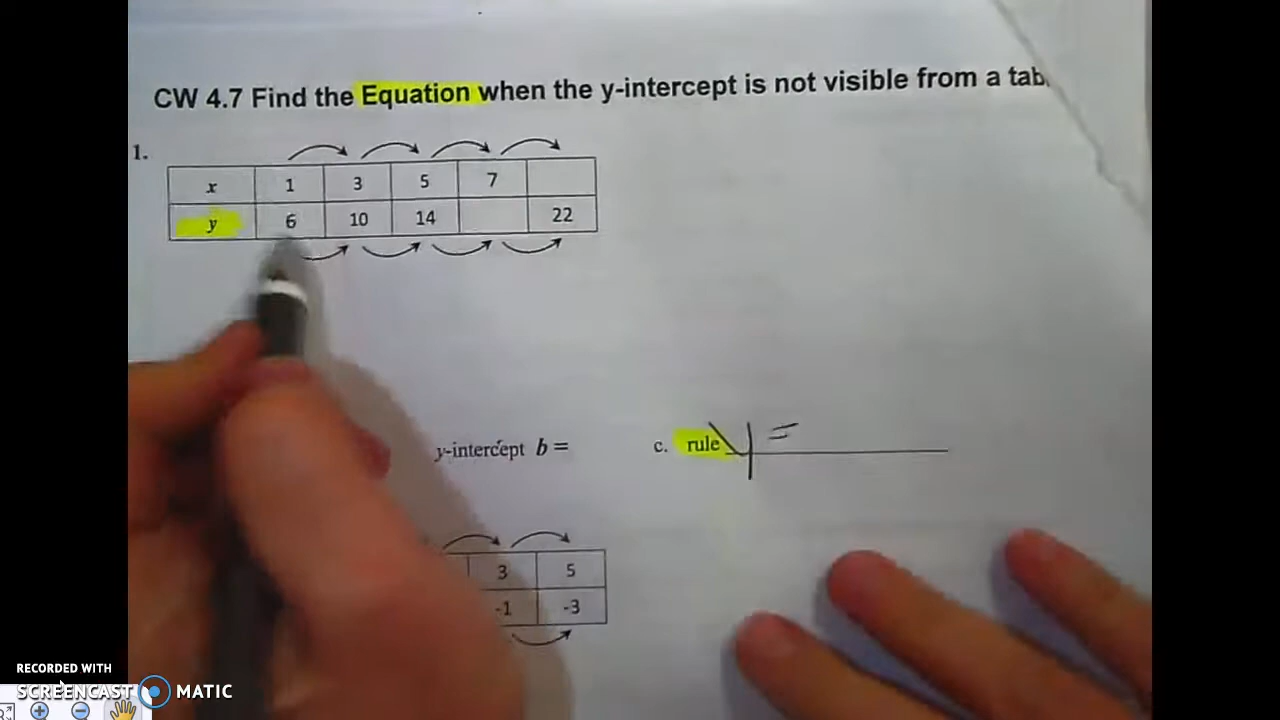 CW 4.7 Find the Equation when the y-intercept is not visible from a tab
1.
x 1 3 5 7
y 6 10 14 22
y-intercept b =
c. rule y =
3 5
-1 -3
RECORDED WITH
SCREENCAST MATIC